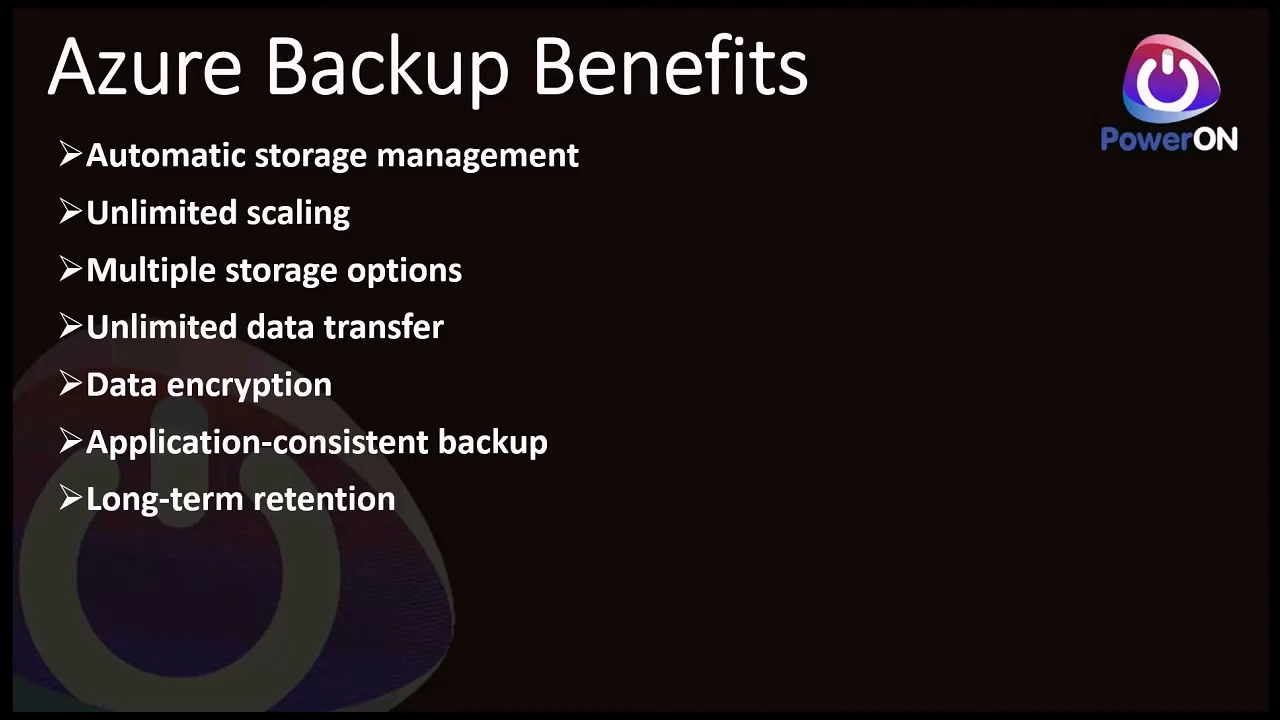 Azure Backup Benefits
PowerON
⮚Automatic storage management
⮚Unlimited scaling
⮚Multiple storage options
⮚Unlimited data transfer
⮚Data encryption
⮚Application-consistent backup
⮚Long-term retention